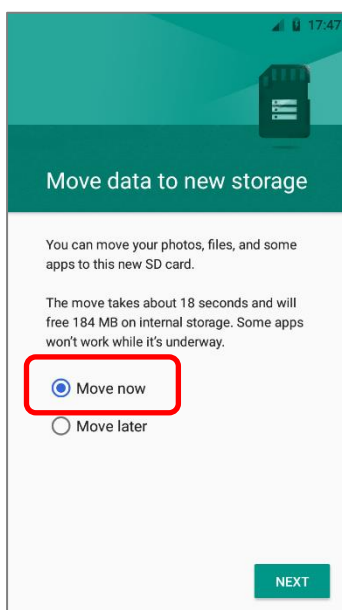 17:47
Move data to new storage
You can move your photos, files, and some
apps to this new SD card.
The move takes about 18 seconds and will
free 184 MB on internal storage. Some apps
won't work while it's underway.
Move now
Move later
NEXT